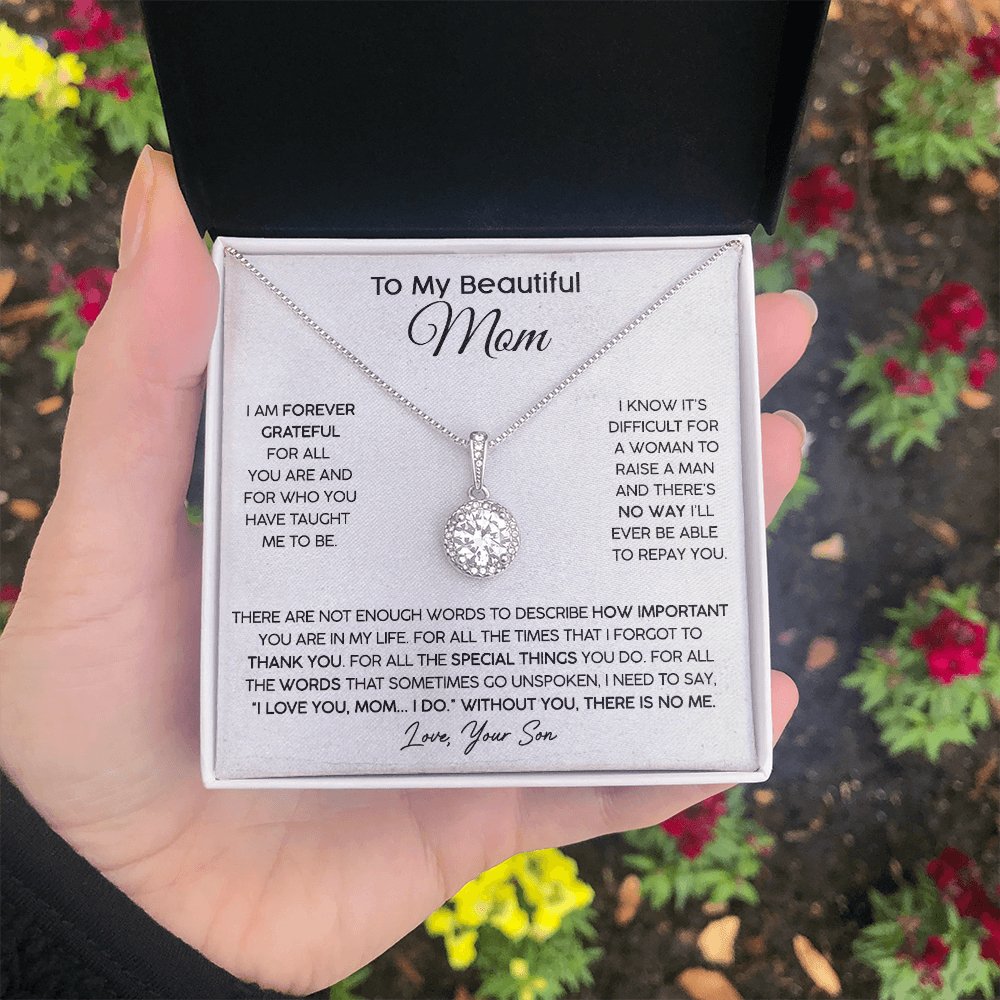 To My Beautiful
Mom
I AM FOREVER
GRATEFUL
FOR ALL
YOU ARE AND
FOR WHO YOU
HAVE TAUGHT
ME TO BE.
I KNOW IT'S
DIFFICULT FOR
A WOMAN TO
RAISE A MAN
AND THERE'S
NO WAY I'LL
EVER BE ABLE
TO REPAY YOU.
THERE ARE NOT ENOUGH WORDS TO DESCRIBE HOW IMPORTANT
YOU ARE IN MY LIFE. FOR ALL THE TIMES THAT I FORGOT TO
THANK YOU. FOR ALL THE SPECIAL THINGS YOU DO. FOR ALL
THE WORDS THAT SOMETIMES GO UNSPOKEN, I NEED TO SAY,
"I LOVE YOU, MOM... I DO." WITHOUT YOU, THERE IS NO ME.
Love, Your Son